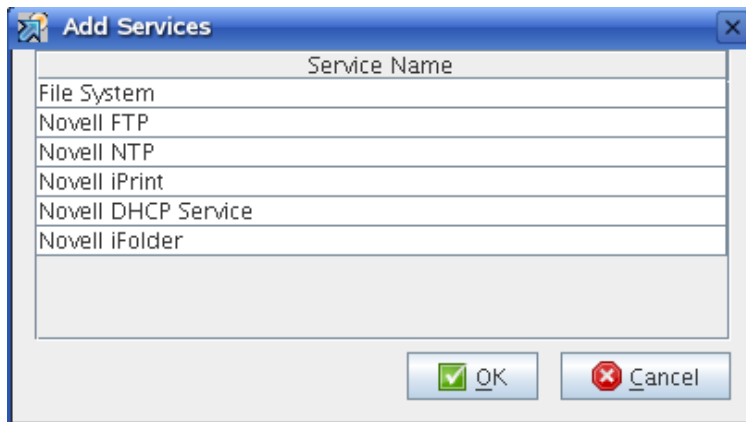 Add Services
Service Name
File System
Novell FTP
Novell NTP
Novell iPrint
Novell DHCP Service
Novell iFolder
OK
Cancel